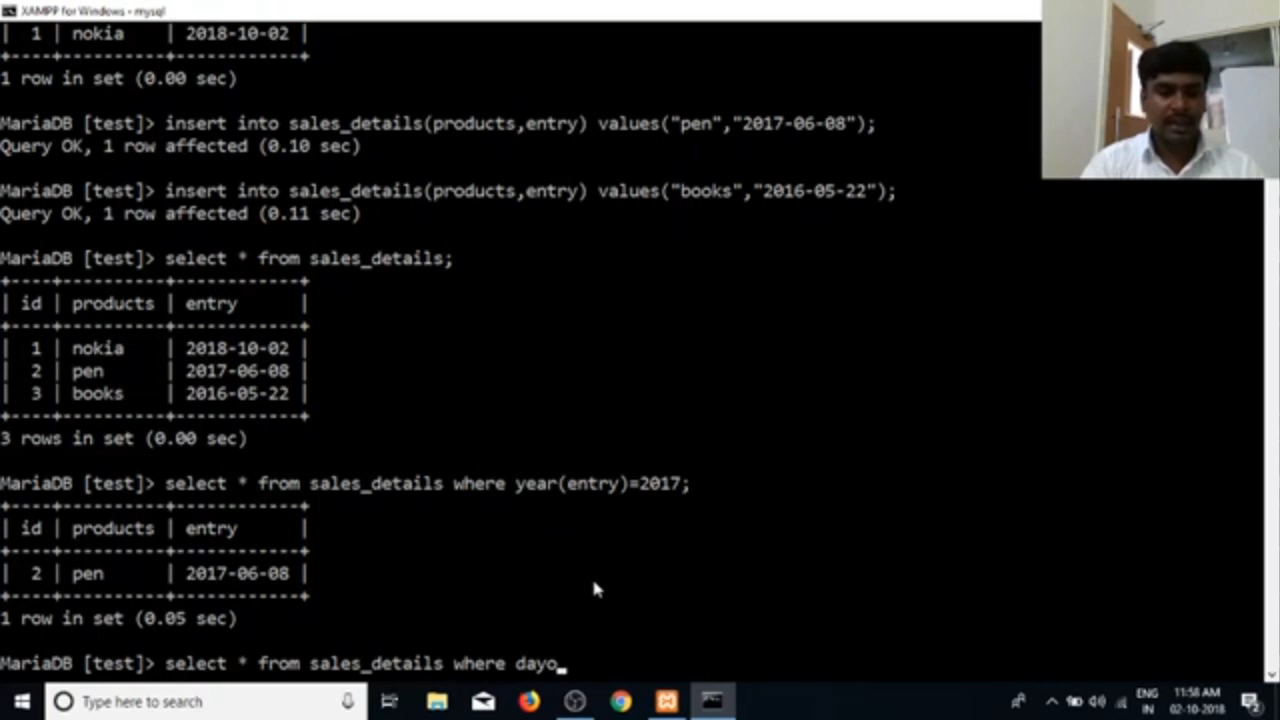 XAMPP for Windows - mysql
| 1 | nokia | 2018-10-02 |
+----+----------+------------+
1 row in set (0.00 sec)
MariaDB [test]> insert into sales_details(products,entry) values("pen","2017-06-08");
Query OK, 1 row affected (0.10 sec)
MariaDB [test]> insert into sales_details(products,entry) values("books","2016-05-22");
Query OK, 1 row affected (0.11 sec)
MariaDB [test]> select * from sales_details;
+----+----------+------------+
| id | products | entry |
+----+----------+------------+
| 1 | nokia | 2018-10-02 |
| 2 | pen | 2017-06-08 |
| 3 | books | 2016-05-22 |
+----+----------+------------+
3 rows in set (0.00 sec)
MariaDB [test]> select * from sales_details where year(entry)=2017;
+----+----------+------------+
| id | products | entry |
+----+----------+------------+
| 2 | pen | 2017-06-08 |
+----+----------+------------+
1 row in set (0.05 sec)
MariaDB [test]> select * from sales_details where dayo_
Type here to search
ENG
IN
11:58 AM
02-10-2018